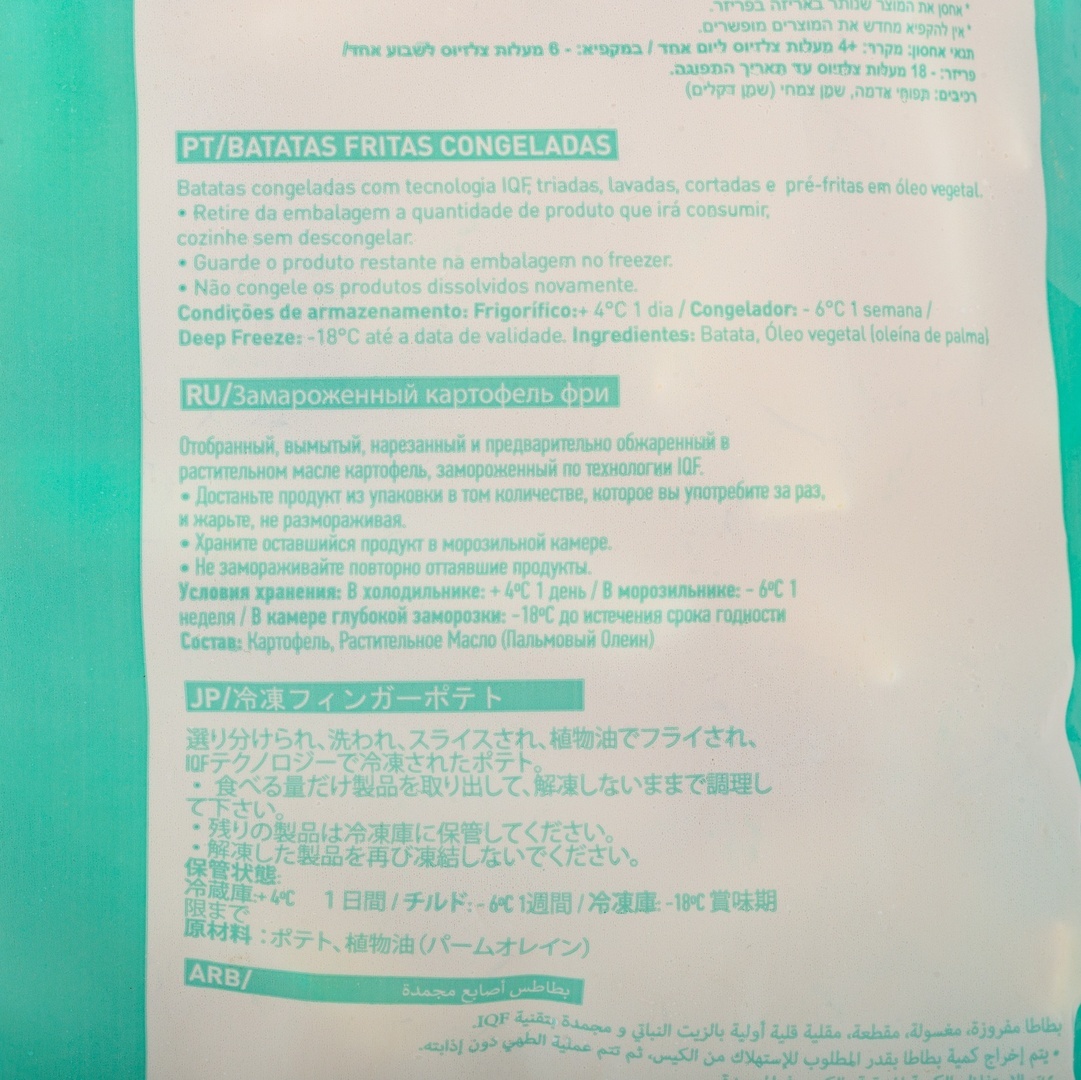 * אחסן את המוצר שנותר באריזה בפריזר.
* אין להקפיא מחדש את המוצרים מופשרים.
תנאי אחסון: מקרר: +4 מעלות צלזיוס ליום אחד / במקפיא: - 6 מעלות צלזיוס לשבוע אחד/
פריזר: - 18 מעלות צלזיוס עד תאריך התפוגה.
רכיבים: תפוחי אדמה, שמן צמחי (שמן דקלים)
PT/BATATAS FRITAS CONGELADAS
Batatas congeladas com tecnologia IQF, triadas, lavadas, cortadas e pré-fritas em óleo vegetal.
• Retire da embalagem a quantidade de produto que irá consumir,
cozinhe sem descongelar.
• Guarde o produto restante na embalagem no freezer.
• Não congele os produtos dissolvidos novamente.
Condições de armazenamento: Frigorífico:+ 4°C 1 dia / Congelador: - 6°C 1 semana /
Deep Freeze: -18°C até a data de validade. Ingredientes: Batata, Óleo vegetal (oleína de palma)
RU/Замароженный картофель фри
Отобранный, вымытый, нарезанный и предварительно обжаренный в
растительном масле картофель, замороженный по технологии IQF.
• Достаньте продукт из упаковки в том количестве, которое вы употребите за раз,
и жарьте, не размораживая.
• Храните оставшийся продукт в морозильной камере.
• Не замораживайте повторно оттаявшие продукты.
Условия хранения: В холодильнике: + 4ºC 1 день / В морозильнике: - 6ºC 1
неделя / В камере глубокой заморозки: -18ºC до истечения срока годности
Состав: Картофель, Растительное Масло (Пальмовый Олеин)
JP/冷凍フィンガーポテト
選り分けられ、洗われ、スライスされ、植物油でフライされ、
IQFテクノロジーで冷凍されたポテト。
・ 食べる量だけ製品を取り出して、解凍しないままで調理し
て下さい。
・残りの製品は冷凍庫に保管してください。
・解凍した製品を再び凍結しないでください。
保管状態:
冷蔵庫:+ 4ºC 1 日間 / チルド: - 6ºC 1週間 / 冷凍庫: -18ºC 賞味期
限まで
原材料：ポテト、植物油（パームオレイン）
ARB/ بطاطس أصابع مجمدة
بطاطا مفروزة، مغسولة، مقطعة، مقلية قلية أولية بالزيت النباتي و مجمدة بتقنية IQF.
• يتم إخراج كمية بطاطا بقدر المطلوب للإستهلاك من الكيس، ثم تتم عملية الطهي دون إذابته.